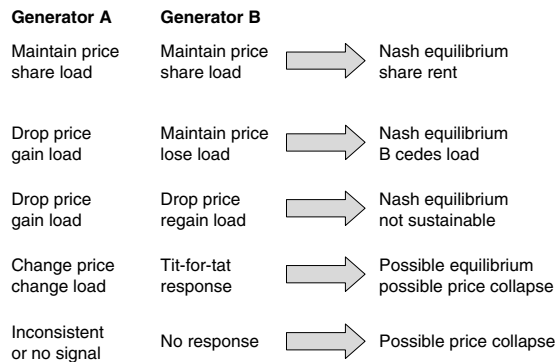 Generator A Generator B
Maintain price Maintain price Nash equilibrium
share load share load share rent
Drop price Maintain price Nash equilibrium
gain load lose load B cedes load
Drop price Drop price Nash equilibrium
gain load regain load not sustainable
Change price Tit-for-tat Possible equilibrium
change load response possible price collapse
Inconsistent
or no signal No response Possible price collapse